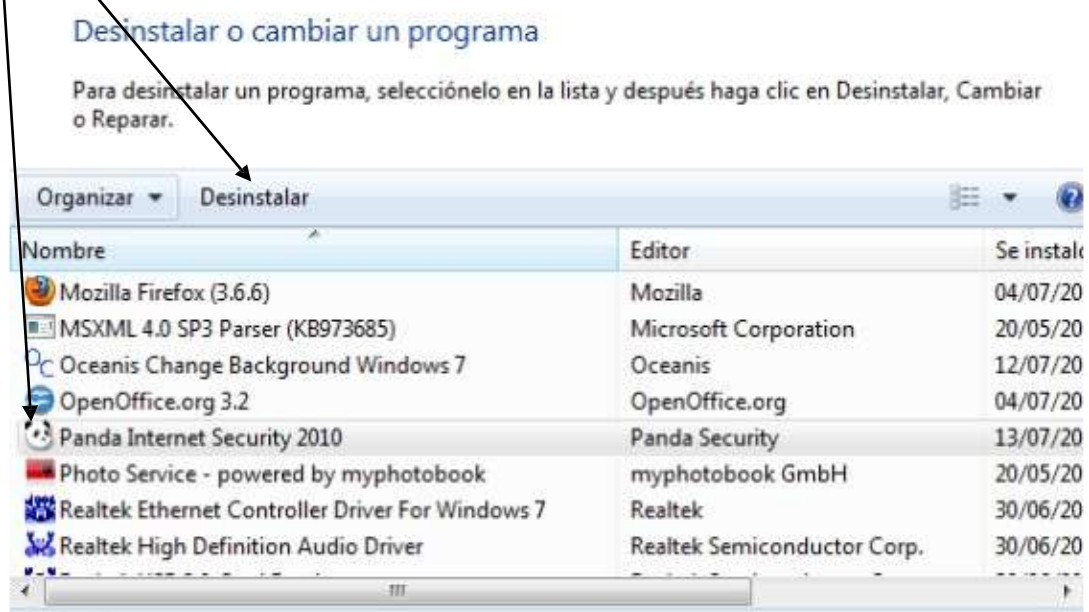 Desinstalar o cambiar un programa
Para desinstalar un programa, selecciónelo en la lista y después haga clic en Desinstalar, Cambiar
o Reparar.
Organizar Desinstalar
Nombre Editor Se instaló
Mozilla Firefox (3.6.6) Mozilla 04/07/20
MSXML 4.0 SP3 Parser (KB973685) Microsoft Corporation 20/05/20
Oceanis Change Background Windows 7 Oceanis 12/07/20
OpenOffice.org 3.2 OpenOffice.org 04/07/20
Panda Internet Security 2010 Panda Security 13/07/20
Photo Service - powered by myphotobook myphotobook GmbH 20/05/20
Realtek Ethernet Controller Driver For Windows 7 Realtek 30/06/20
Realtek High Definition Audio Driver Realtek Semiconductor Corp. 30/06/20